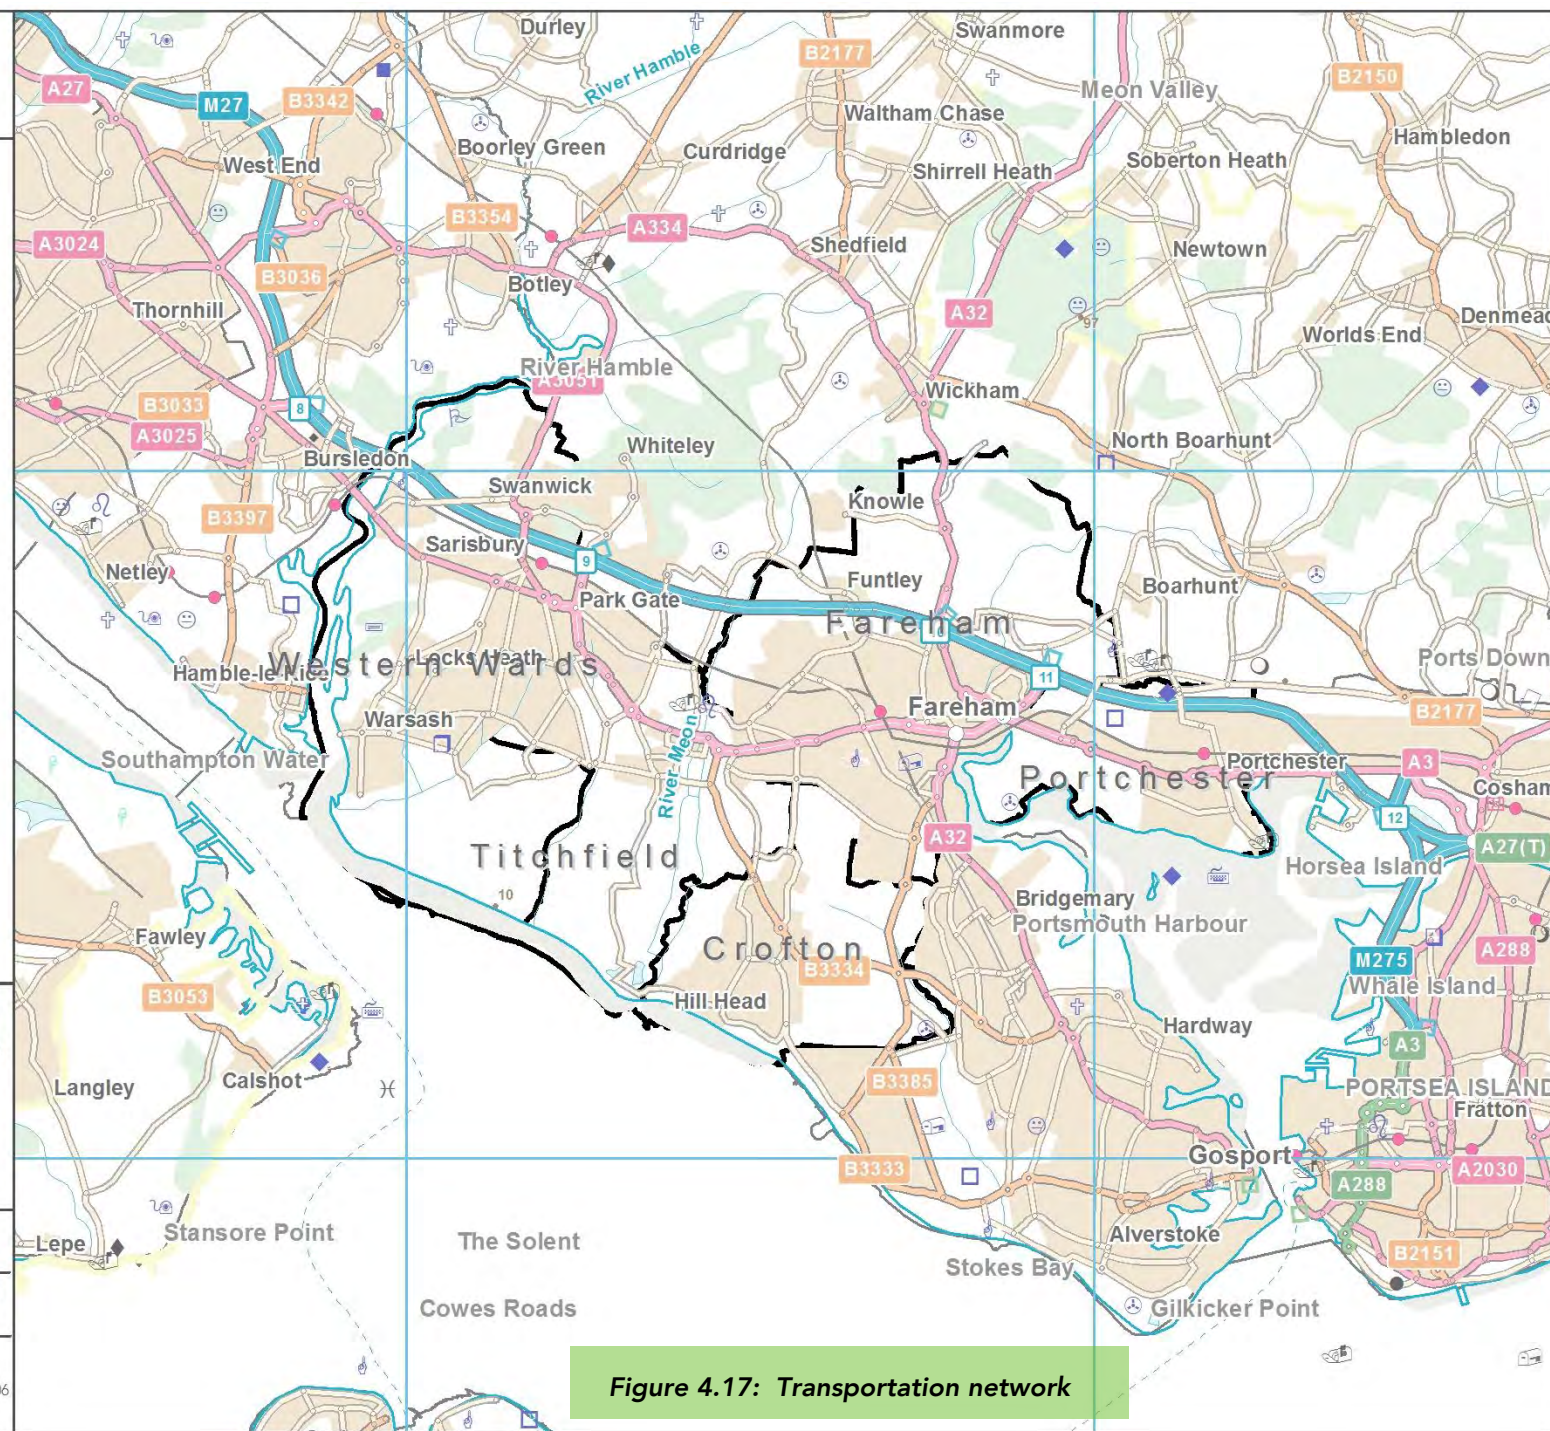 Durley
Swanmore
River Hamble
B2177
B2150
A27
M27
B3342
Meon Valley
Waltham Chase
Hambledon
Boorley Green
Curdridge
West End
Shirrell Heath
Soberton Heath
B3354
A334
A3024
Shedfield
Newtown
B3036
Botley
Thornhill
A32
97
Denmead
Worlds End
River Hamble
A3051
Wickham
B3033
8
A3025
North Boarhunt
Whiteley
Bursledon
Swanwick
Knowle
B3397
Sarisbury
9
Netley
Funtley
Boarhunt
Park Gate
Fareham
Locks Heath
Western Wards
Hamble-le-Rice
Ports Down
11
Fareham
B2177
Warsash
Southampton Water
River Meon
Portchester
A3
Portchester
Cosham
12
A32
A27(T)
Titchfield
Horsea Island
10
Bridgemary
Portsmouth Harbour
Fawley
Crofton
A288
M275
B3334
Whale Island
B3053
Hill Head
Hardway
A3
Calshot
B3385
Langley
PORTSEA ISLAND
Fratton
Gosport
B3333
A2030
A288
Stansore Point
Alverstoke
The Solent
Lepe
B2151
Stokes Bay
Cowes Roads
Gilkicker Point
Figure 4.17: Transportation network